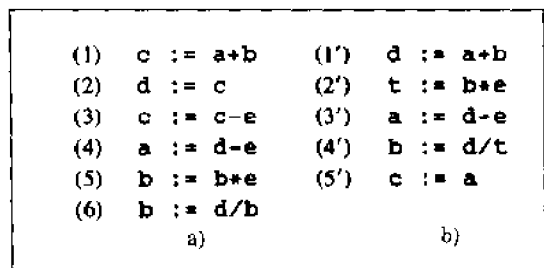 (1) c := a+b (1') d := a+b
(2) d := c (2') t := b*e
(3) c := c-e (3') a := d-e
(4) a := d-e (4') b := d/t
(5) b := b*e (5') c := a
(6) b := d/b
a) b)